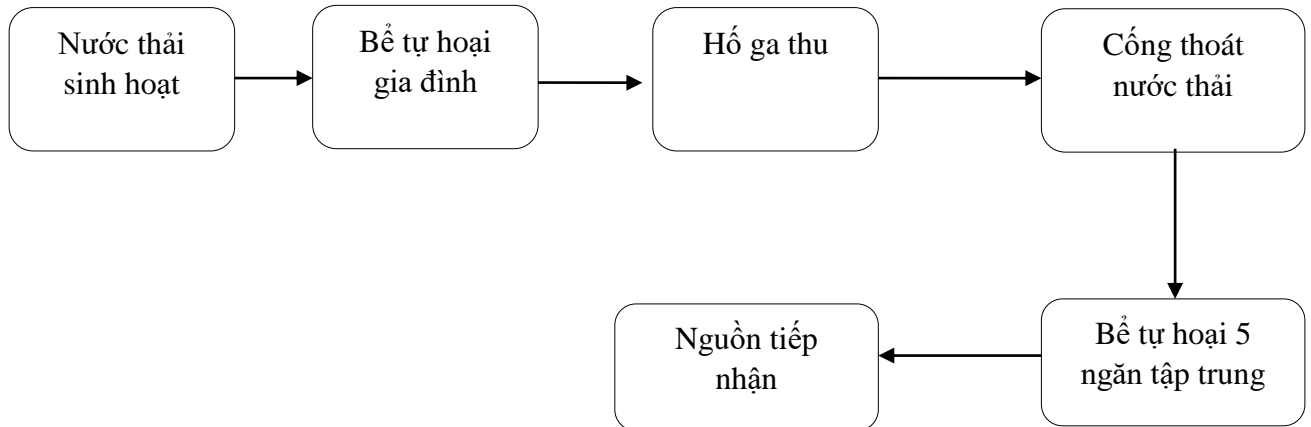 Nước thải
sinh hoạt
Bể tự hoại
gia đình
Hố ga thu
Cống thoát
nước thải
Bể tự hoại 5
ngăn tập trung
Nguồn tiếp
nhận